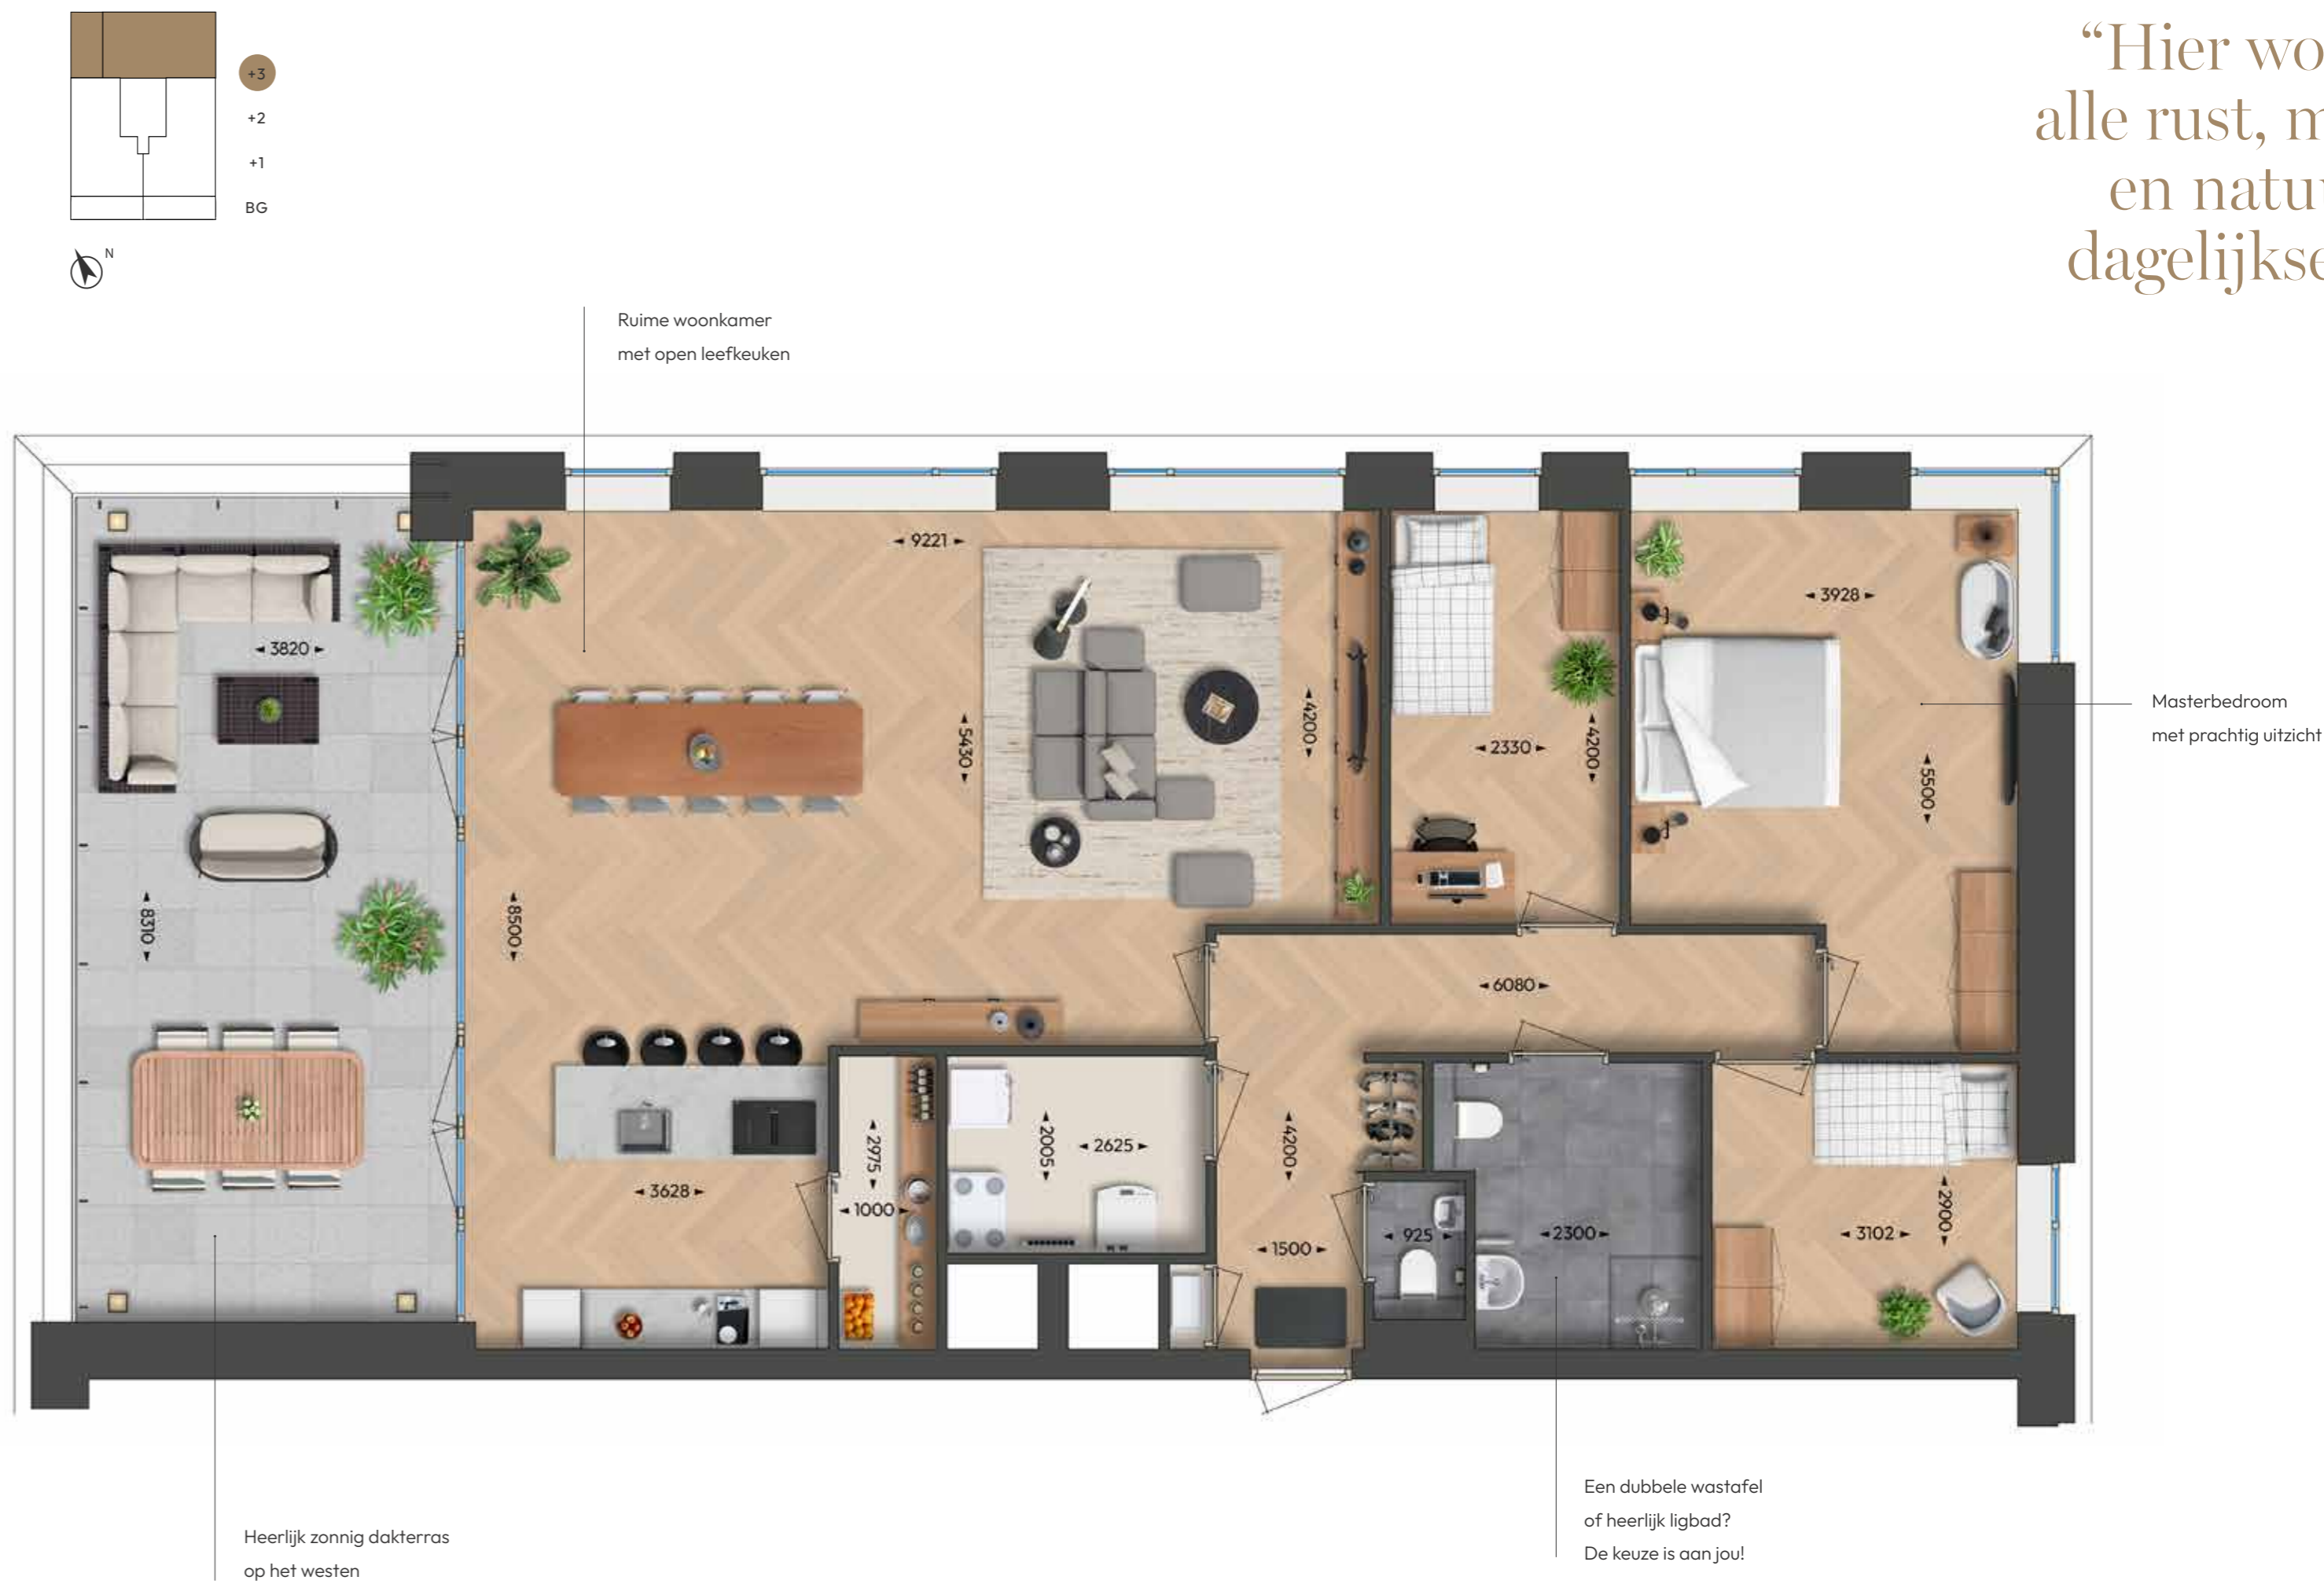 +3
+2
+1
BG
N
“Hier wo
alle rust, m
en natu
dagelijkse
Ruime woonkamer
met open leefkeuken
9221
3820
3928
5430
4200
2330
4200
5500
Masterbedroom
met prachtig uitzicht
8310
8500
6080
2975
2005
2625
4200
3628
1000
1500
925
2300
3102
2900
Heerlijk zonnig dakterras
op het westen
Een dubbele wastafel
of heerlijk ligbad?
De keuze is aan jou!